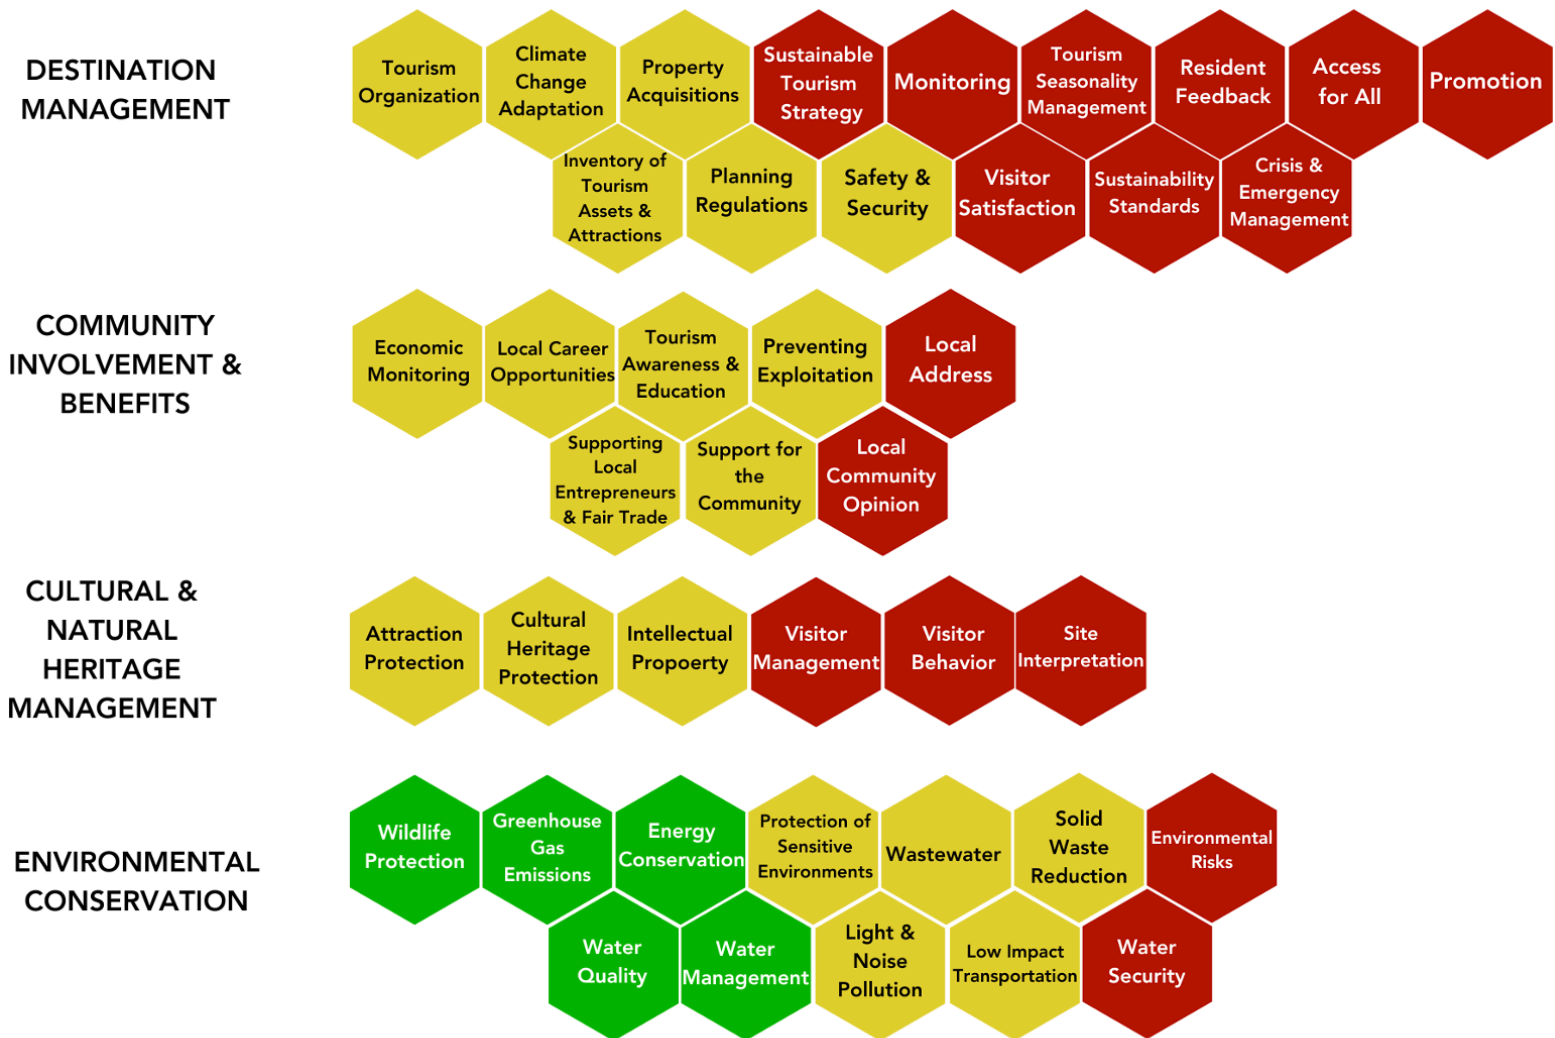 DESTINATION
MANAGEMENT
Tourism
Organization
Climate
Change
Adaptation
Property
Acquisitions
Sustainable
Tourism
Strategy
Monitoring
Tourism
Seasonality
Management
Resident
Feedback
Access
for All
Promotion
Inventory of
Tourism
Assets &
Attractions
Planning
Regulations
Safety &
Security
Visitor
Satisfaction
Sustainability
Standards
Crisis &
Emergency
Management
COMMUNITY
INVOLVEMENT &
BENEFITS
Economic
Monitoring
Local Career
Opportunities
Tourism
Awareness &
Education
Preventing
Exploitation
Local
Address
Supporting
Local
Entrepreneurs
& Fair Trade
Support for
the
Community
Local
Community
Opinion
CULTURAL &
NATURAL
HERITAGE
MANAGEMENT
Attraction
Protection
Cultural
Heritage
Protection
Intellectual
Propoerty
Visitor
Management
Visitor
Behavior
Site
Interpretation
ENVIRONMENTAL
CONSERVATION
Wildlife
Protection
Greenhouse
Gas
Emissions
Energy
Conservation
Protection of
Sensitive
Environments
Wastewater
Solid
Waste
Reduction
Environmental
Risks
Water
Quality
Water
Management
Light &
Noise
Pollution
Low Impact
Transportation
Water
Security